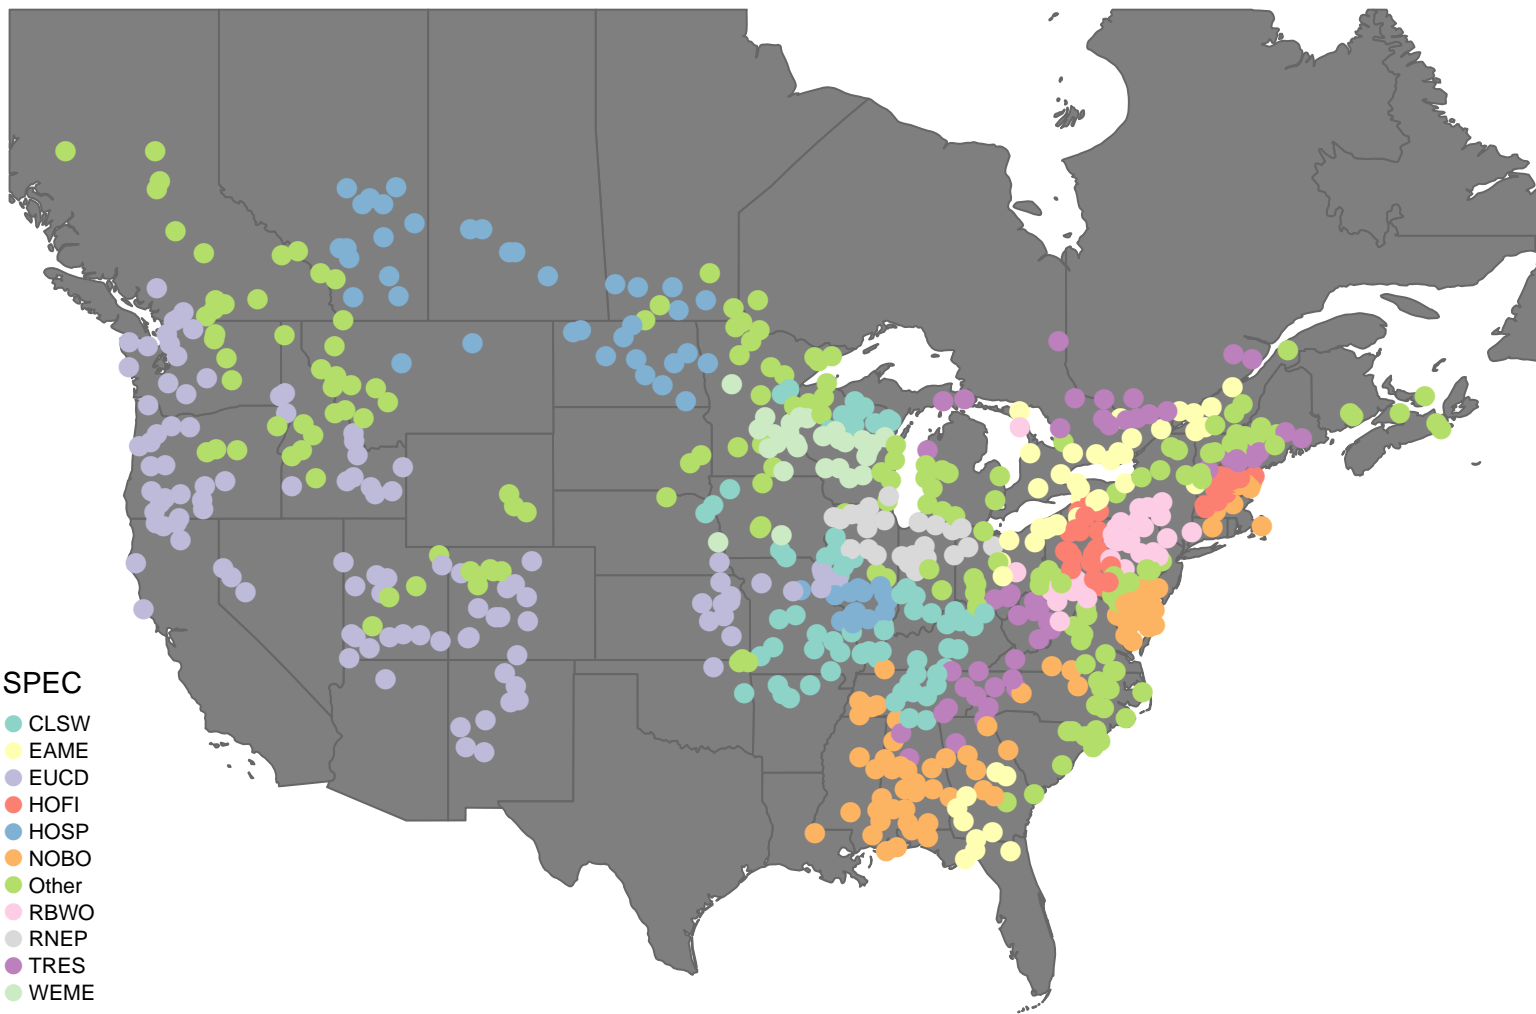 SPEC
CLSW
EAME
EUCD
HOFI
HOSP
NOBO
Other
RBWO
RNEP
TRES
WEME